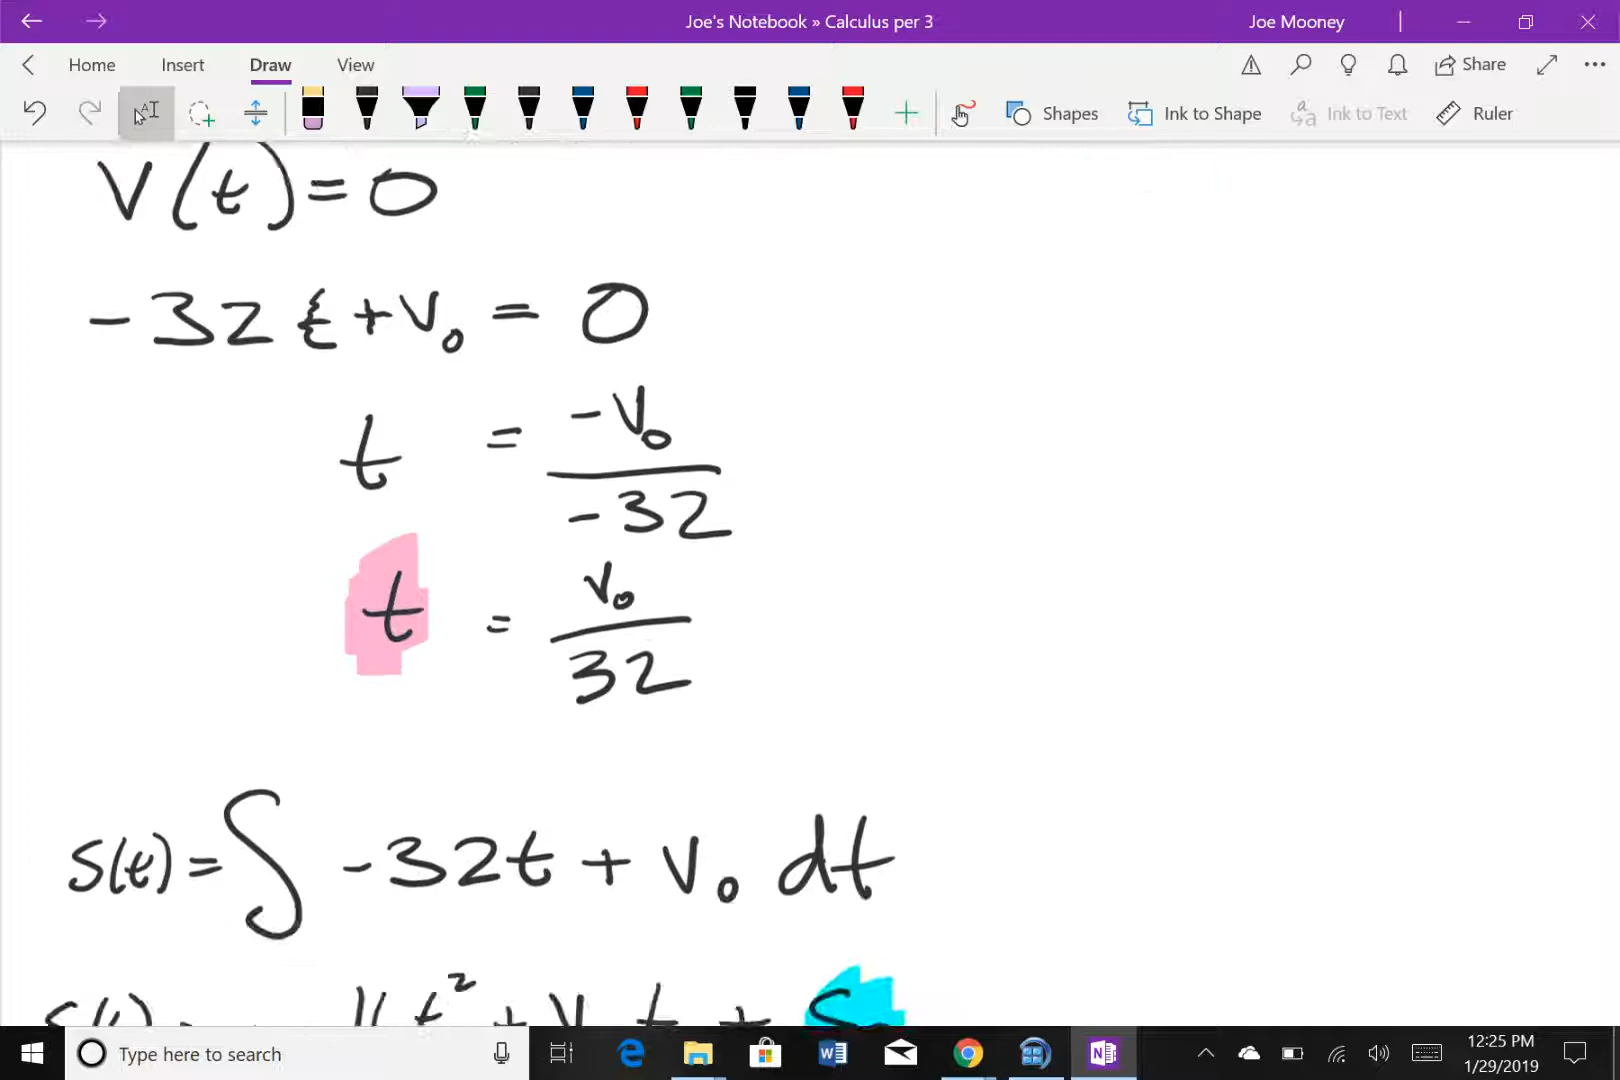 Joe's Notebook » Calculus per 3
Joe Mooney
Home Insert Draw View
Share
Shapes Ink to Shape Ink to Text Ruler
V(t)=0
-32t+v₀ = 0
t = -v₀/-32
t = v₀/32
s(t)=∫ -32t + v₀ dt
Type here to search
12:25 PM
1/29/2019